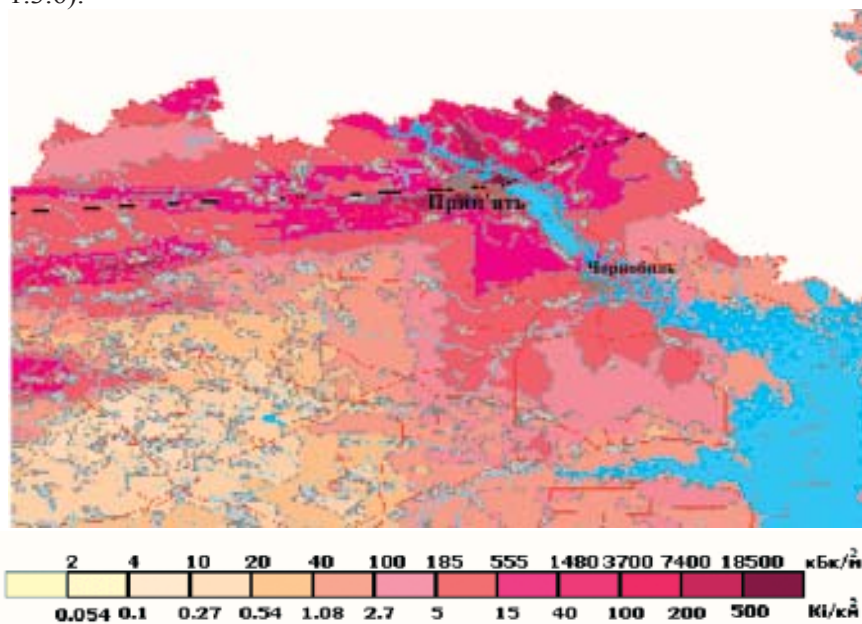 1.3.6).
Прип'ять
Чорнобиль
2 4 10 20 40 100 185 555 1480 3700 7400 18500 кБк/м²
0.054 0.1 0.27 0.54 1.08 2.7 5 15 40 100 200 500 Кі/км²